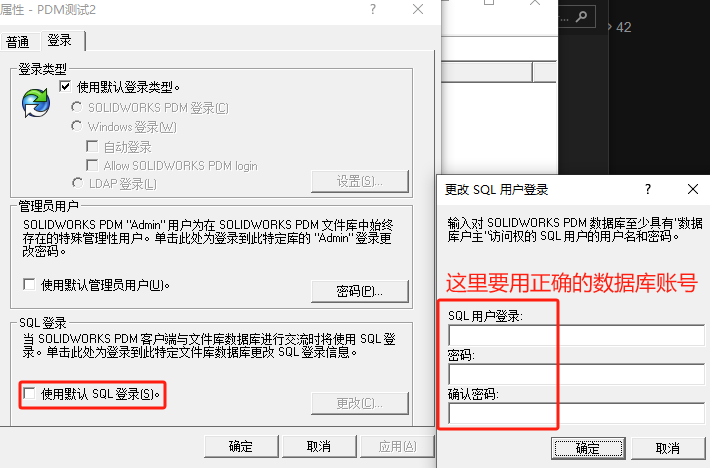 属性 - PDM测试2
普通
登录
登录类型
使用默认登录类型。
SOLIDWORKS PDM 登录(C)
Windows 登录(W)
自动登录
Allow SOLIDWORKS PDM login
LDAP 登录(L)
设置(S)...
管理员用户
SOLIDWORKS PDM "Admin" 用户为在 SOLIDWORKS PDM 文件库中始终
存在的特殊管理性用户。单击此处为登录到此特定库的 "Admin" 登录更
改密码。
使用默认管理员用户(U)。
密码(P)...
SQL 登录
当 SOLIDWORKS PDM 客户端与文件库数据库进行交流时将使用 SQL 登
录。单击此处为登录到此特定文件库数据库更改 SQL 登录信息。
使用默认 SQL 登录(S)。
更改(C)...
确定
取消
应用(A)
42
更改 SQL 用户登录
输入对 SOLIDWORKS PDM 数据库至少具有"数据
库户主"访问权的 SQL 用户的用户名和密码。
这里要用正确的数据库账号
SQL 用户登录:
密码:
确认密码:
确定
取消